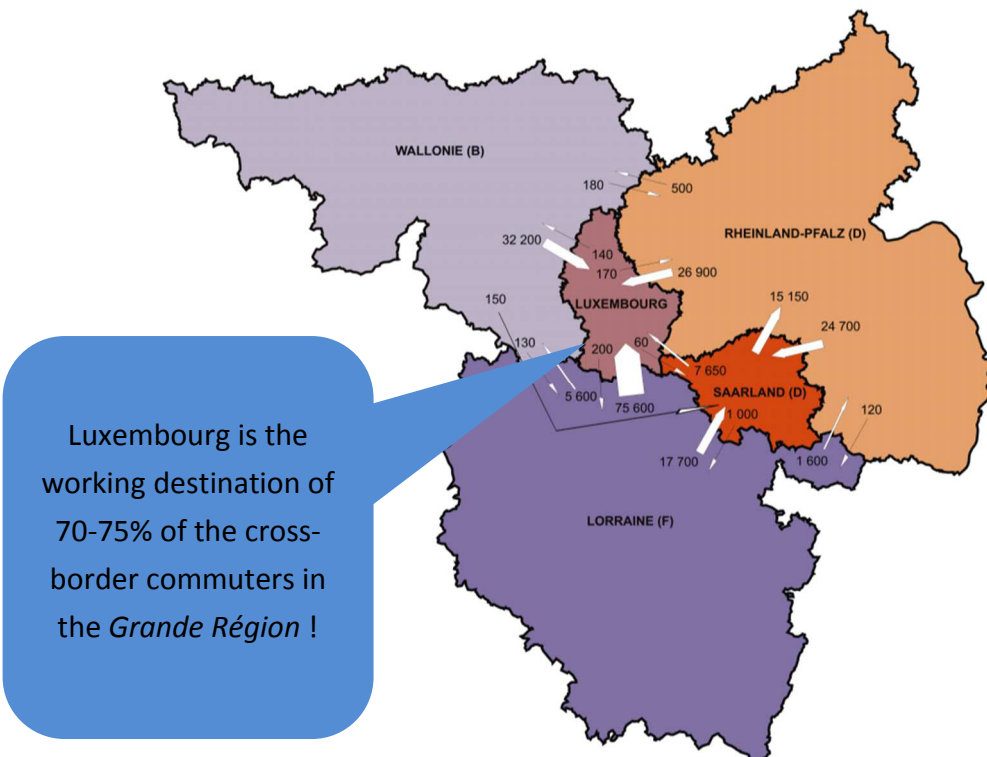 WALLONIE (B)
180
500
RHEINLAND-PFALZ (D)
32 200
140
170
26 900
LUXEMBOURG
150
15 150
24 700
130
200
60
7 650
SAARLAND (D)
5 600
75 600
1 000
120
17 700
1 600
LORRAINE (F)
Luxembourg is the
working destination of
70-75% of the cross-
border commuters in
the Grande Région !